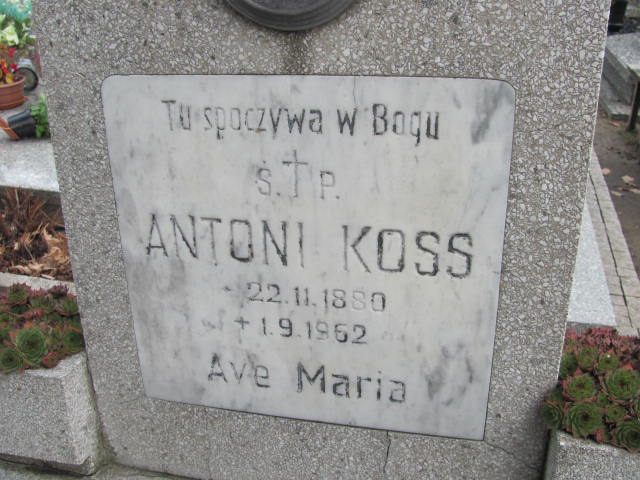 Tu spoczywa w Bogu
Ś.†P.
ANTONI KOSS
* 22.11.1880
+ 1.9.1962
Ave Maria